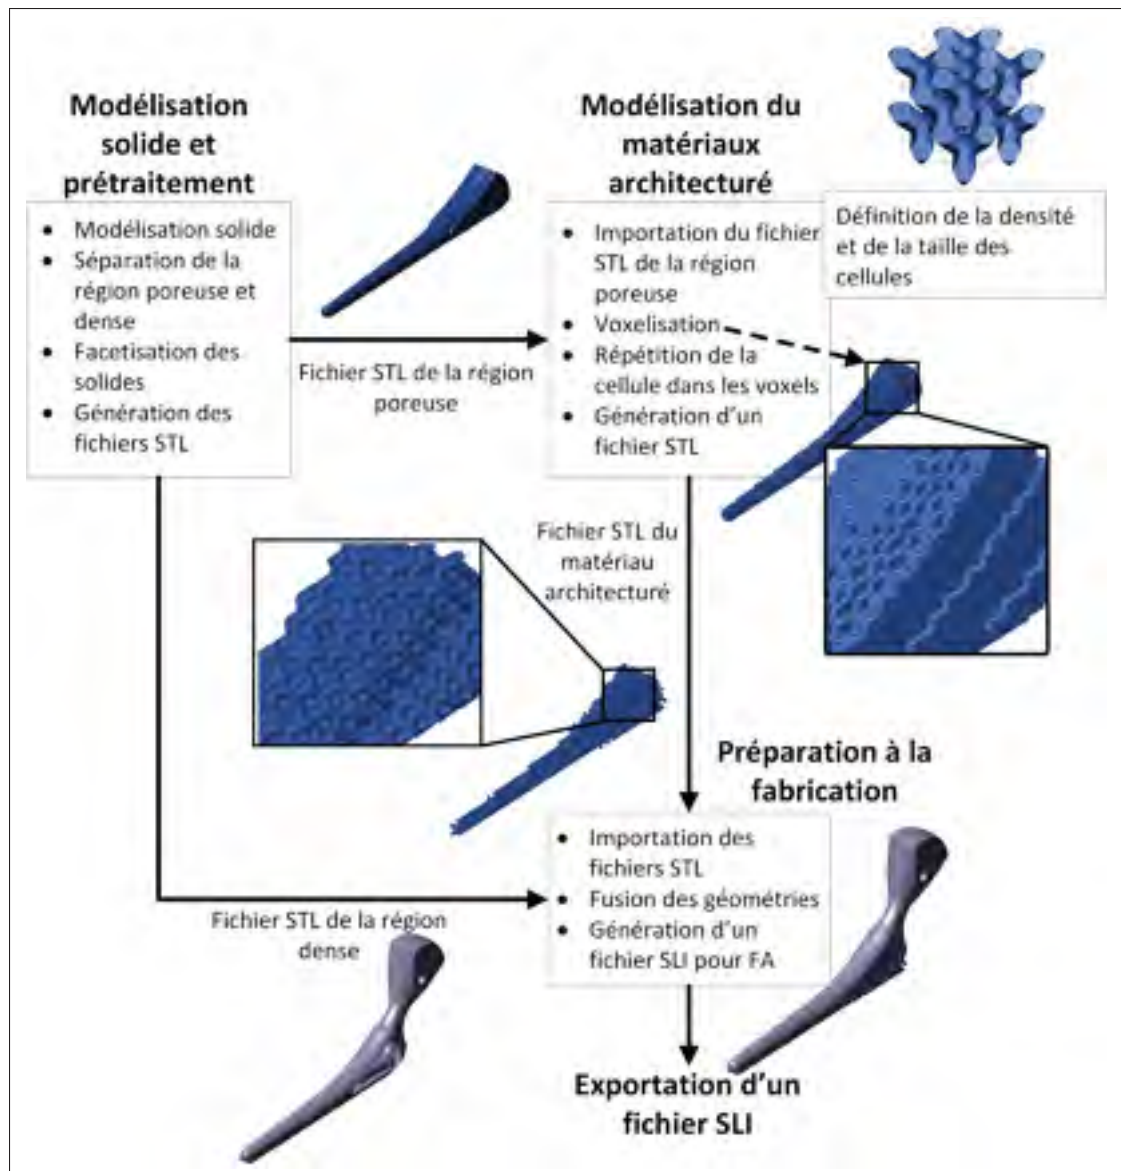 Modélisation
solide et
prétraitement
• Modélisation solide
• Séparation de la
région poreuse et
dense
• Facetisation des
solides
• Génération des
fichiers STL
Fichier STL de la région
poreuse
Modélisation du
matériaux
architecturé
• Importation du fichier
STL de la région
poreuse
• Voxelisation
• Répétition de la
cellule dans les voxels
• Génération d'un
fichier STL
Définition de la densité
et de la taille des
cellules
Fichier STL du
matériau
architecturé
Préparation à la
fabrication
• Importation des
fichiers STL
• Fusion des géométries
• Génération d'un
fichier SLI pour FA
Fichier STL de la région
dense
Exportation d'un
fichier SLI